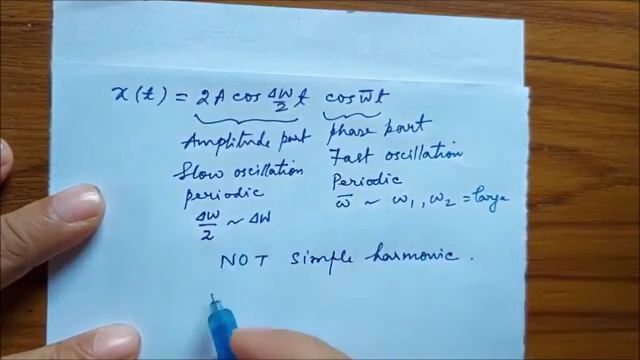 x(t) = 2A cos Δω/2 t cos ω̄t
Amplitude part phase part
Slow oscillation Fast oscillation
periodic Periodic
Δω/2 ~ Δω ω̄ ~ ω₁, ω₂ = large
NOT simple harmonic.